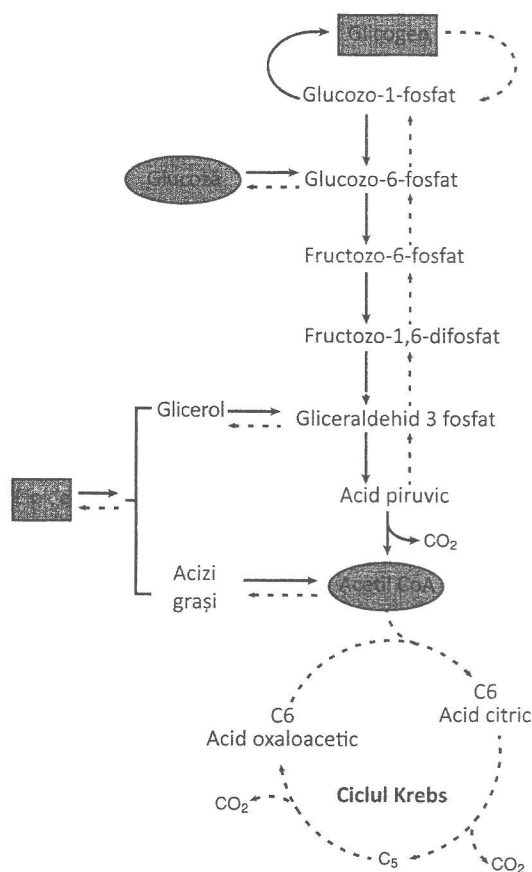 Glicogen
Glucozo-1-fosfat
Glucoză
Glucozo-6-fosfat
Fructozo-6-fosfat
Fructozo-1,6-difosfat
Glicerol
Gliceraldehid 3 fosfat
Acid piruvic
CO₂
Acizi
grași
Acetil CoA
C6
Acid citric
C6
Acid oxaloacetic
Ciclul Krebs
CO₂
C₅
CO₂